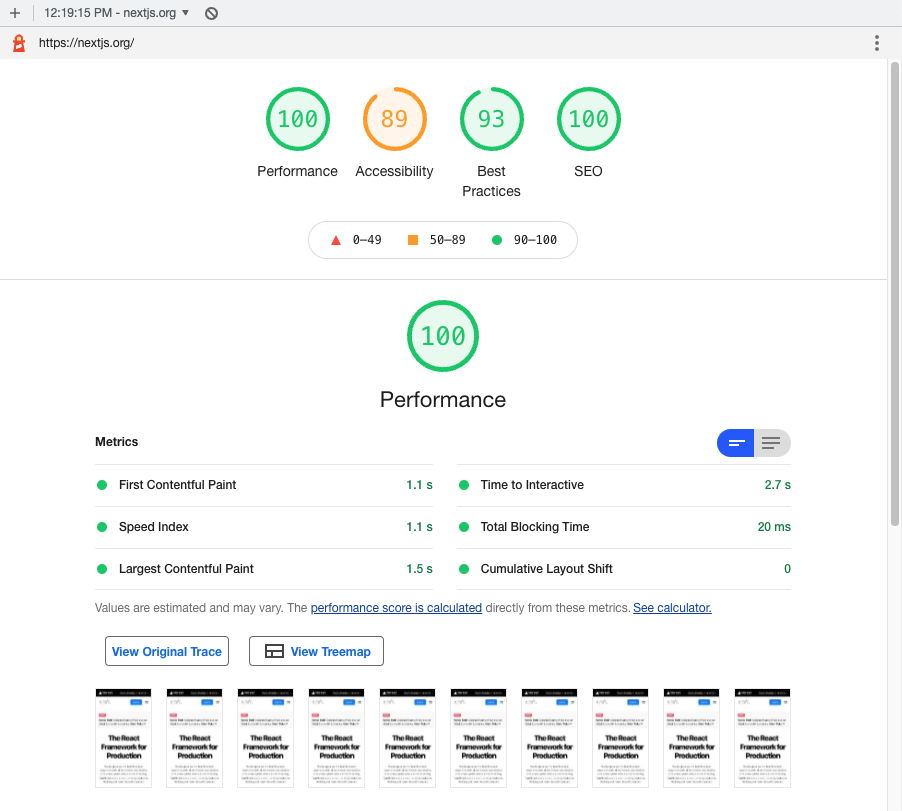 12:19:15 PM - nextjs.org
https://nextjs.org/
100
89
93
100
Performance
Accessibility
Best
Practices
SEO
0–49
50–89
90–100
100
Performance
Metrics
First Contentful Paint 1.1 s
Time to Interactive 2.7 s
Speed Index 1.1 s
Total Blocking Time 20 ms
Largest Contentful Paint 1.5 s
Cumulative Layout Shift 0
Values are estimated and may vary. The performance score is calculated directly from these metrics. See calculator.
View Original Trace
View Treemap
The React
Framework for
Production
The React
Framework for
Production
The React
Framework for
Production
The React
Framework for
Production
The React
Framework for
Production
The React
Framework for
Production
The React
Framework for
Production
The React
Framework for
Production
The React
Framework for
Production
The React
Framework for
Production